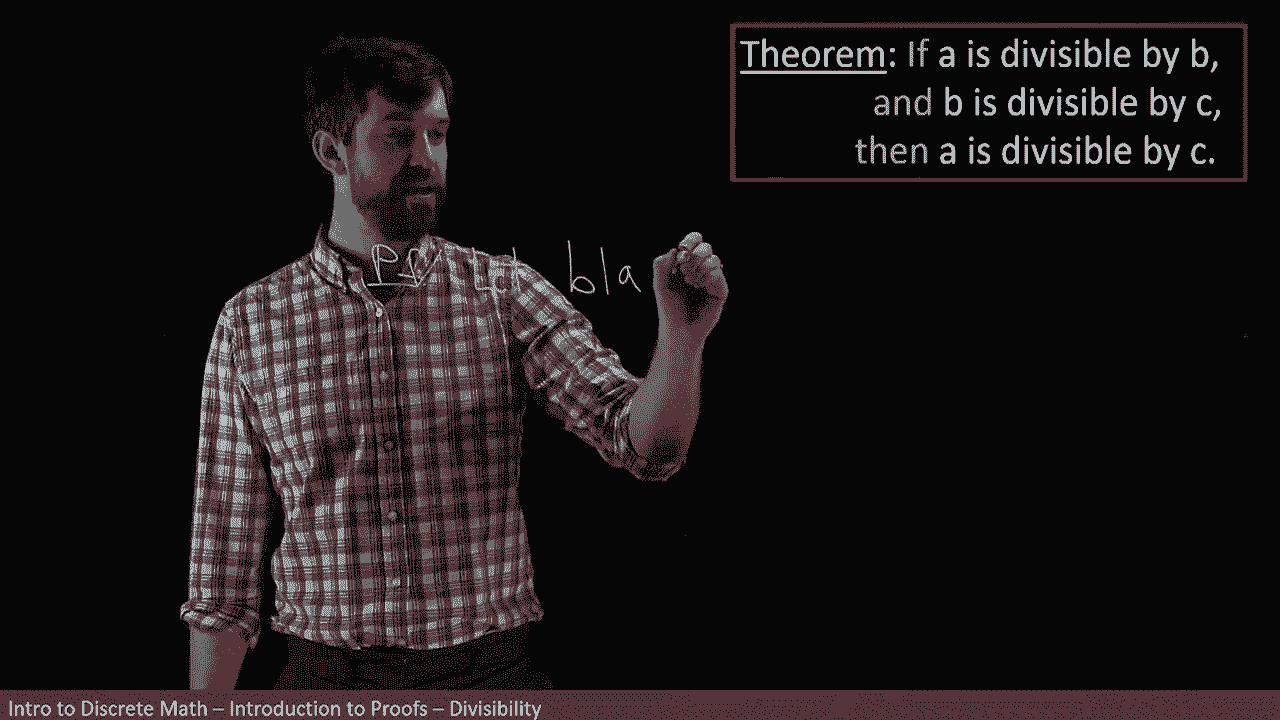 Theorem: If a is divisible by b,
and b is divisible by c,
then a is divisible by c.
Pf: Let b|a
Intro to Discrete Math – Introduction to Proofs – Divisibility